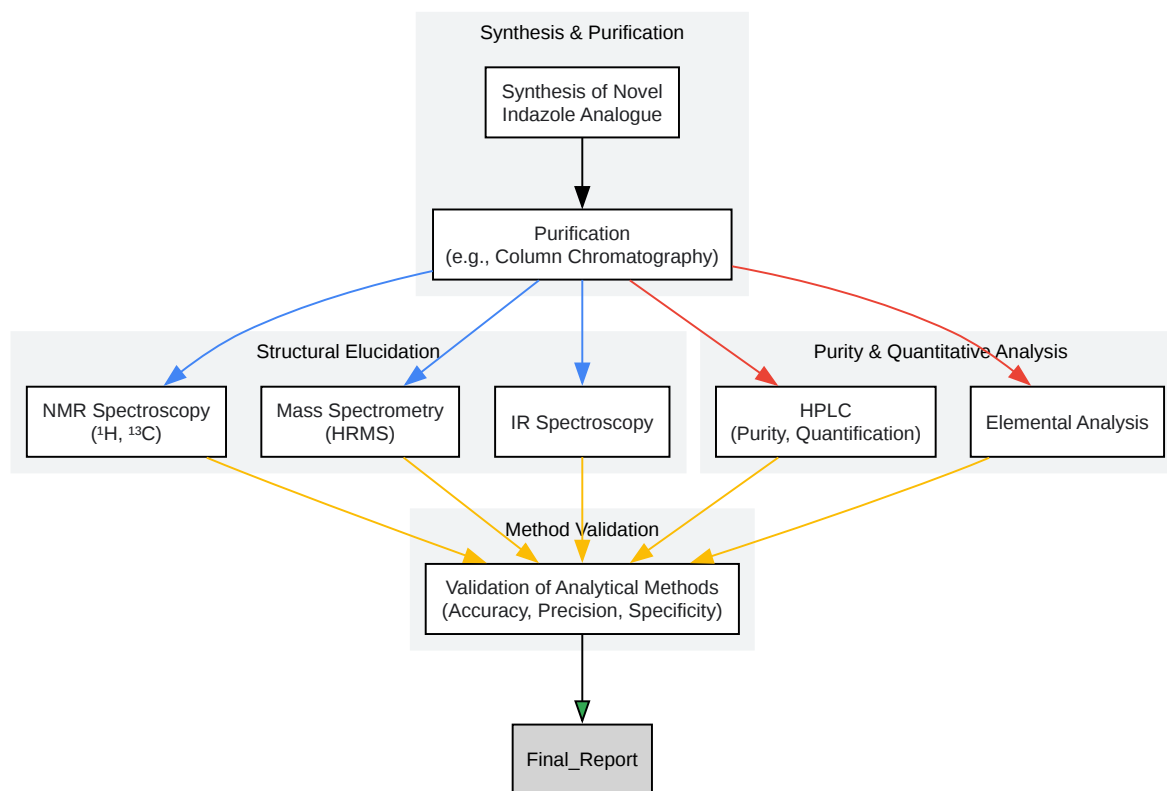 Synthesis & Purification
Synthesis of Novel
Indazole Analogue
Purification
(e.g., Column Chromatography)
Structural Elucidation
Purity & Quantitative Analysis
NMR Spectroscopy
(¹H, ¹³C)
Mass Spectrometry
(HRMS)
IR Spectroscopy
HPLC
(Purity, Quantification)
Elemental Analysis
Method Validation
Validation of Analytical Methods
(Accuracy, Precision, Specificity)
Final_Report